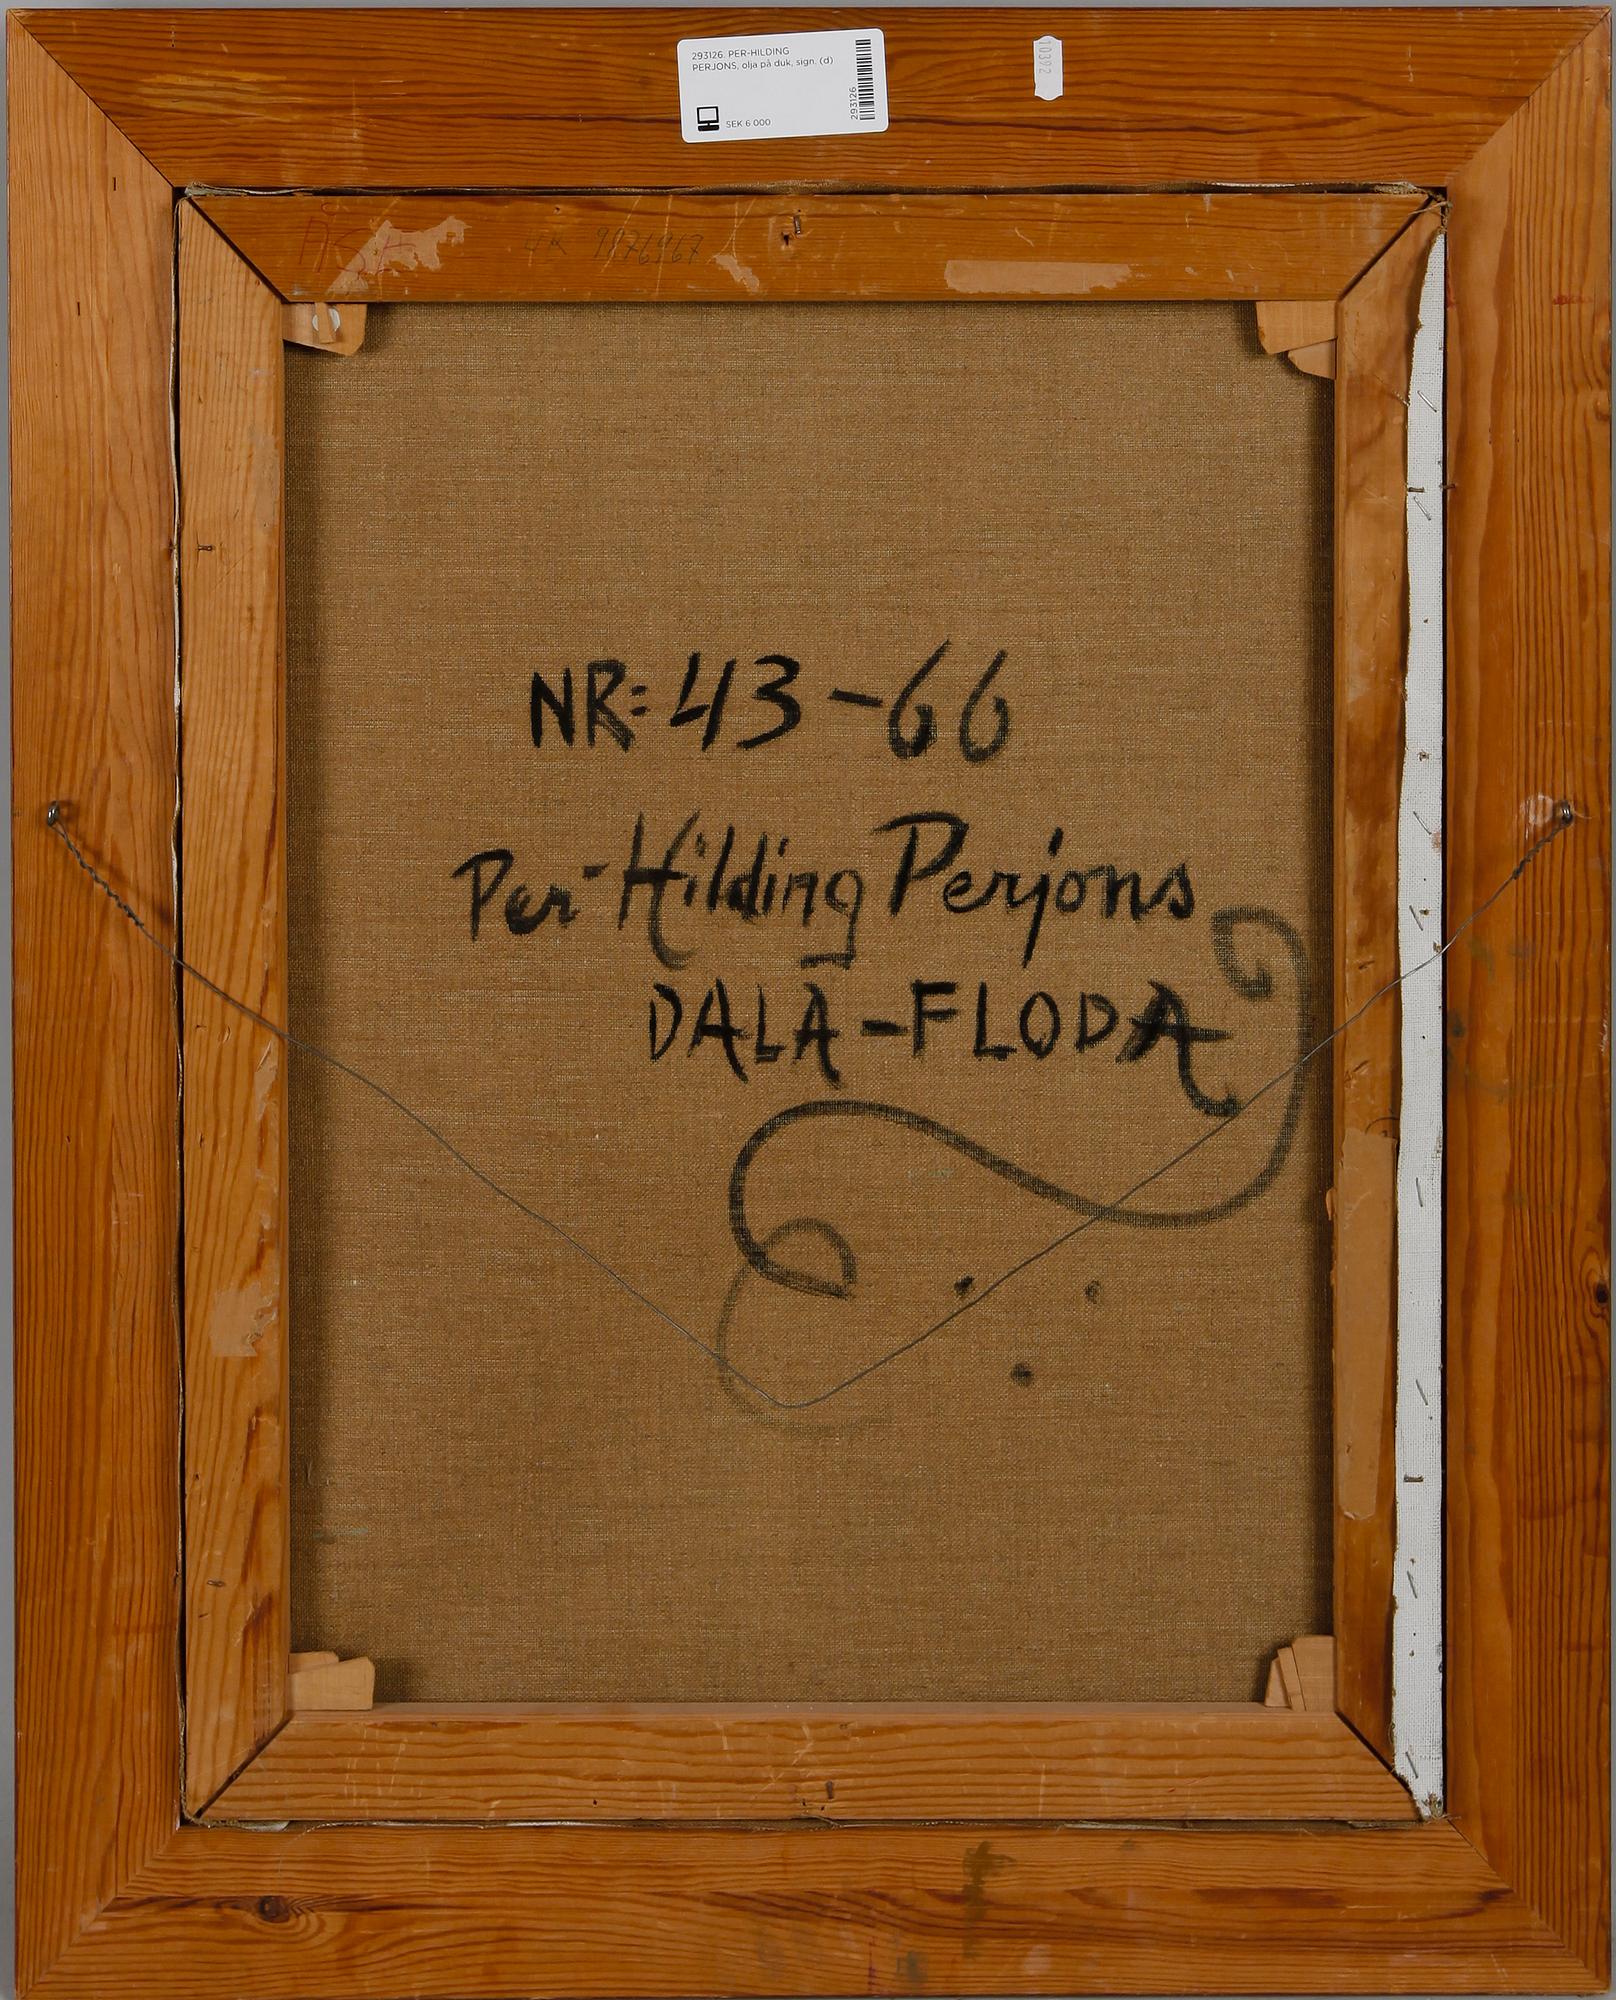 293126. PER-HILDING
PERJONS, olja på duk, sign. (d)
SEK 6 000
293126
10392
NR: 43-66
Per-Hilding Perjons
DALA-FLODA